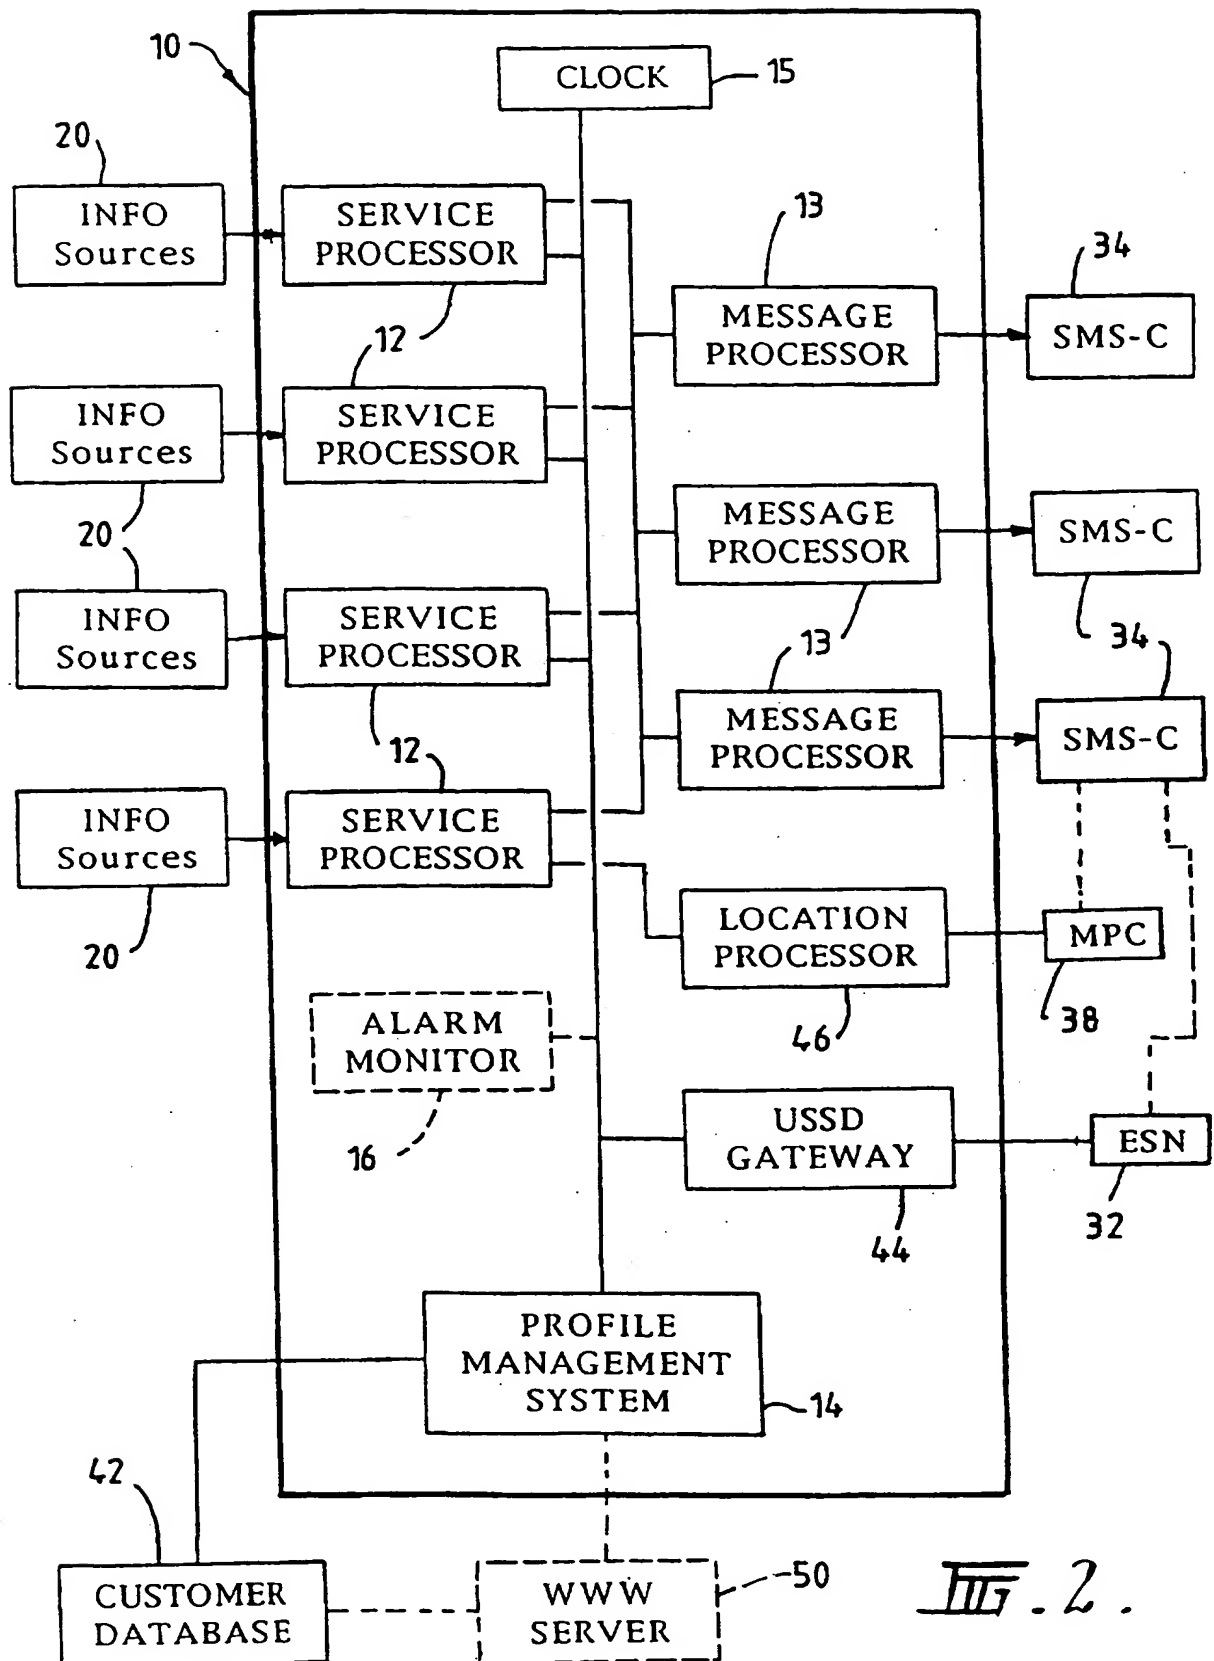 10
CLOCK
15
20
INFO
Sources
SERVICE
PROCESSOR
13
34
MESSAGE
PROCESSOR
SMS-C
12
INFO
Sources
SERVICE
PROCESSOR
20
MESSAGE
PROCESSOR
SMS-C
INFO
Sources
SERVICE
PROCESSOR
13
34
MESSAGE
PROCESSOR
SMS-C
12
INFO
Sources
SERVICE
PROCESSOR
20
LOCATION
PROCESSOR
MPC
46
38
ALARM
MONITOR
16
USSD
GATEWAY
ESN
44
32
PROFILE
MANAGEMENT
SYSTEM
14
42
CUSTOMER
DATABASE
WWW
SERVER
50
FIG. 2.